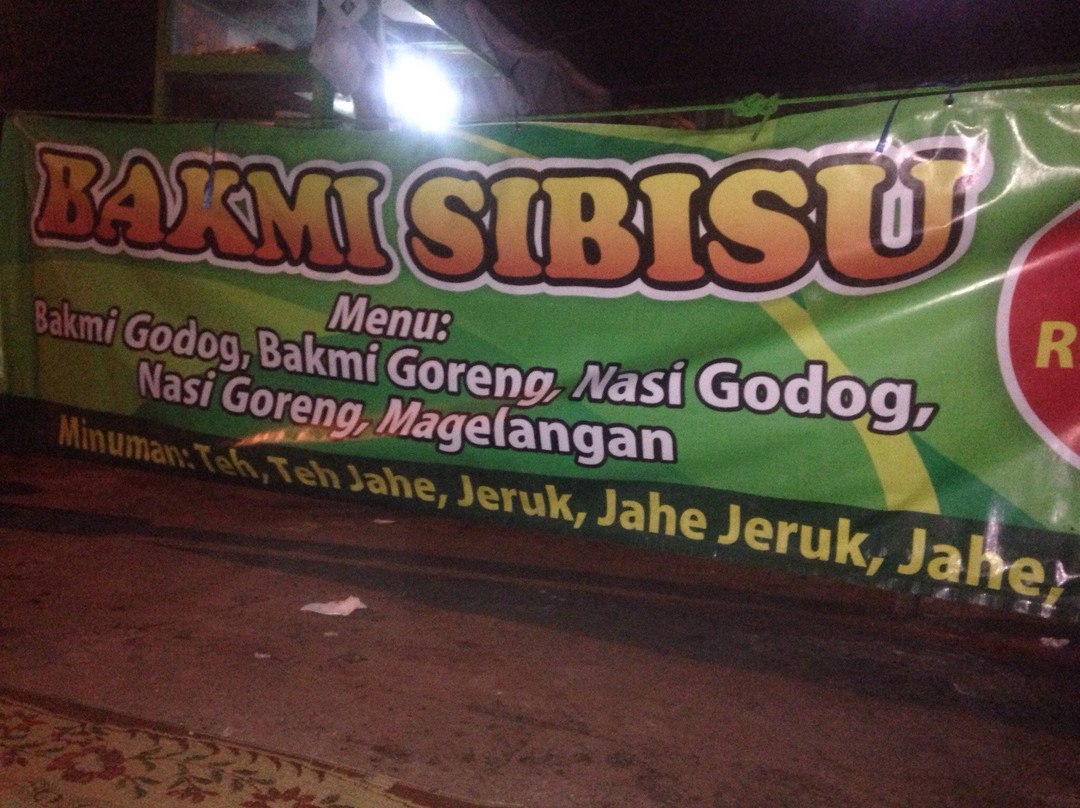 BAKMI SIBISU
Menu:
Bakmi Godog, Bakmi Goreng, Nasi Godog,
Nasi Goreng, Magelangan
Minuman: Teh, Teh Jahe, Jeruk, Jahe Jeruk, Jahe,
R